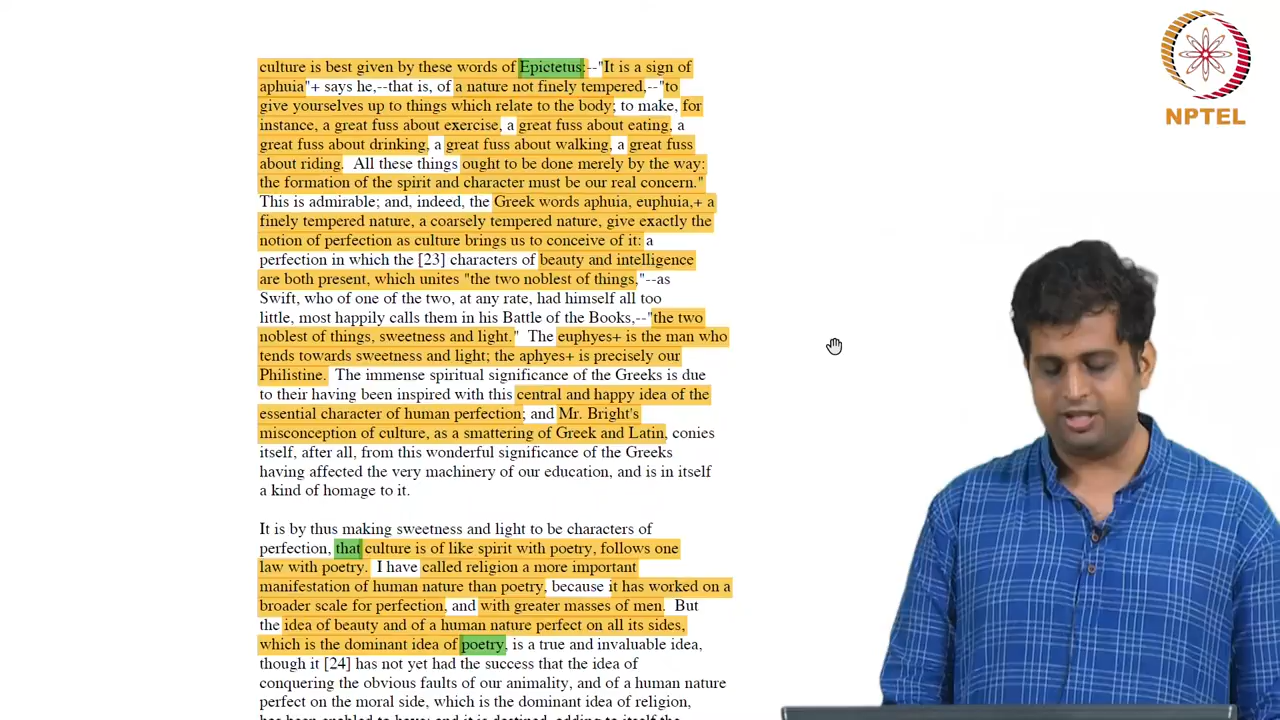 culture is best given by these words of Epictetus:--"It is a sign of
aphuia"+ says he,--that is, of a nature not finely tempered,--"to
give yourselves up to things which relate to the body; to make, for
instance, a great fuss about exercise, a great fuss about eating, a
great fuss about drinking, a great fuss about walking, a great fuss
about riding. All these things ought to be done merely by the way:
the formation of the spirit and character must be our real concern."
This is admirable; and, indeed, the Greek words aphuia, euphuia,+ a
finely tempered nature, a coarsely tempered nature, give exactly the
notion of perfection as culture brings us to conceive of it: a
perfection in which the [23] characters of beauty and intelligence
are both present, which unites "the two noblest of things,"--as
Swift, who of one of the two, at any rate, had himself all too
little, most happily calls them in his Battle of the Books,--"the two
noblest of things, sweetness and light." The euphyes+ is the man who
tends towards sweetness and light; the aphyes+ is precisely our
Philistine. The immense spiritual significance of the Greeks is due
to their having been inspired with this central and happy idea of the
essential character of human perfection; and Mr. Bright's
misconception of culture, as a smattering of Greek and Latin, conies
itself, after all, from this wonderful significance of the Greeks
having affected the very machinery of our education, and is in itself
a kind of homage to it.
It is by thus making sweetness and light to be characters of
perfection, that culture is of like spirit with poetry, follows one
law with poetry. I have called religion a more important
manifestation of human nature than poetry, because it has worked on a
broader scale for perfection, and with greater masses of men. But
the idea of beauty and of a human nature perfect on all its sides,
which is the dominant idea of poetry, is a true and invaluable idea,
though it [24] has not yet had the success that the idea of
conquering the obvious faults of our animality, and of a human nature
perfect on the moral side, which is the dominant idea of religion,
has been enabled to have; and it is destined, adding to itself the
NPTEL